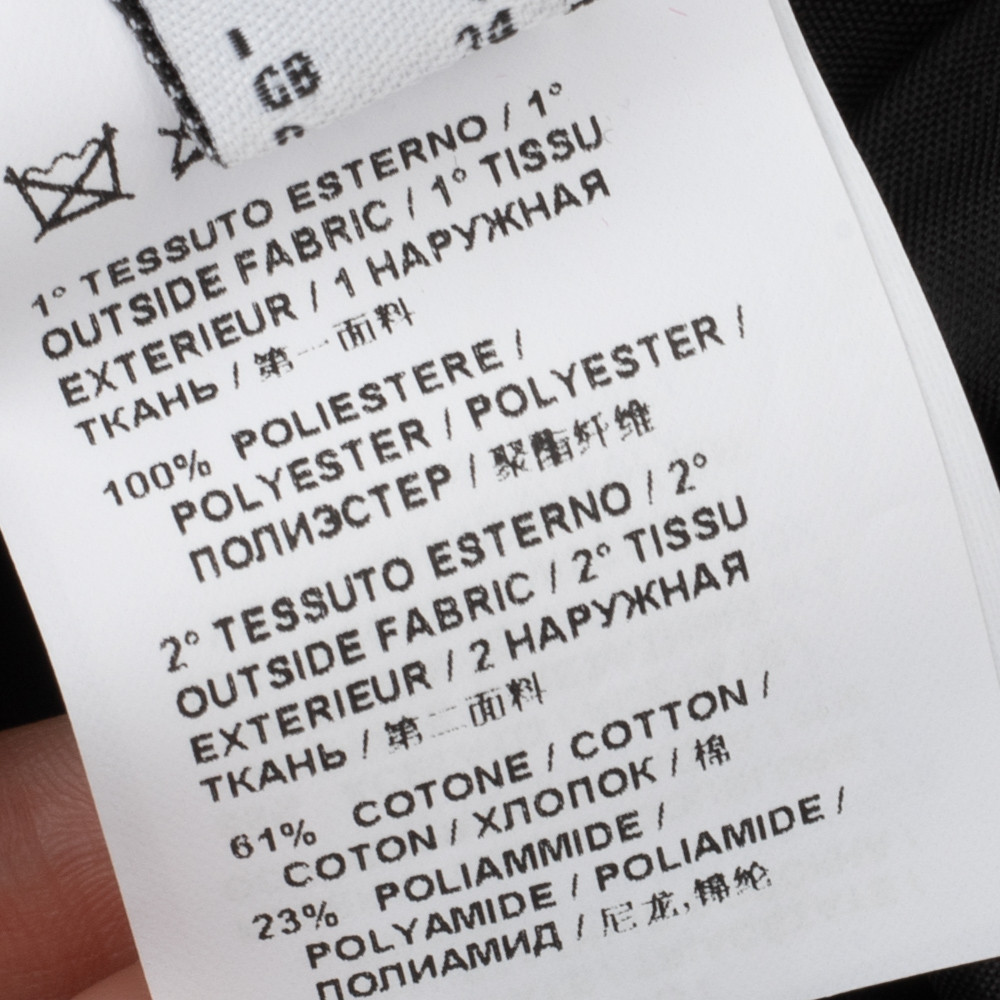 I
GB
1° TESSUTO ESTERNO / 1°
OUTSIDE FABRIC / 1° TISSU
EXTERIEUR / 1 НАРУЖНАЯ
ТКАНЬ / 第一面料
100% POLIESTERE /
POLYESTER / POLYESTER /
ПОЛИЭСТЕР / 聚酯纤维
2° TESSUTO ESTERNO / 2°
OUTSIDE FABRIC / 2° TISSU
EXTERIEUR / 2 НАРУЖНАЯ
ТКАНЬ / 第二面料
61% COTONE / COTTON /
COTON / ХЛОПОК / 棉
23% POLIAMMIDE /
POLYAMIDE / POLIAMIDE /
ПОЛИАМИД / 尼龙,锦纶